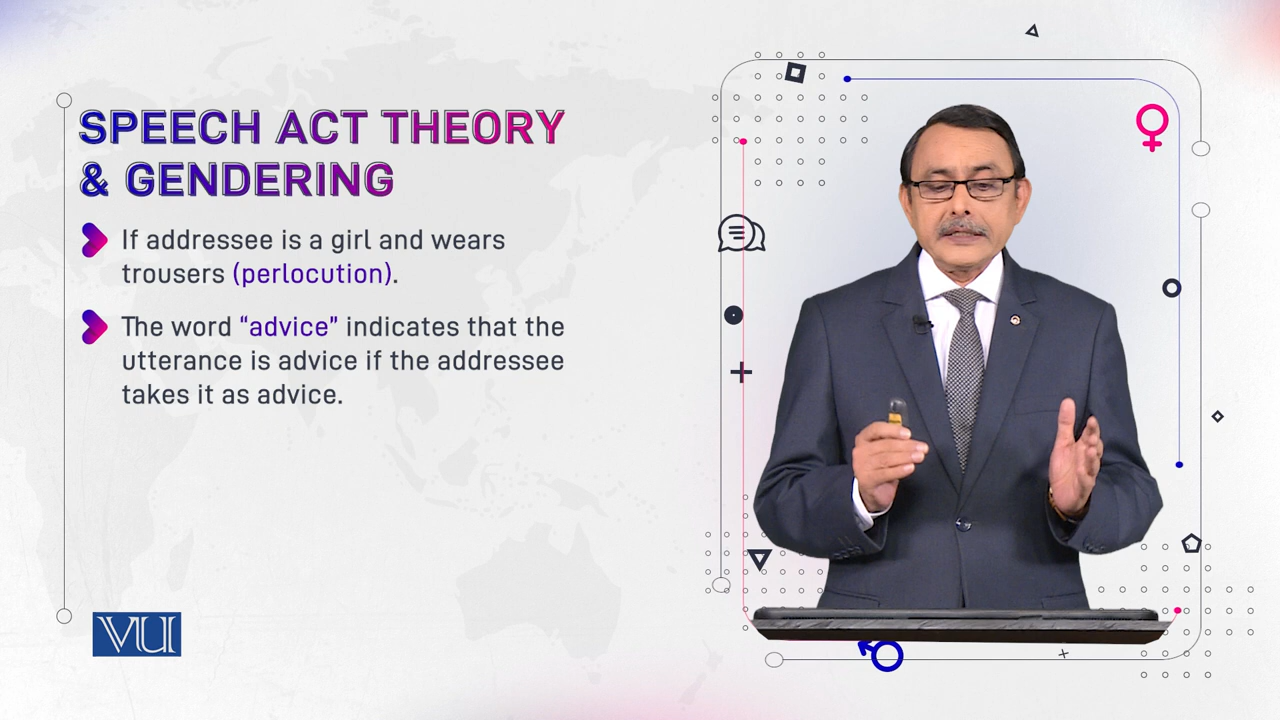 SPEECH ACT THEORY
& GENDERING
If addressee is a girl and wears
trousers (perlocution).
The word “advice” indicates that the
utterance is advice if the addressee
takes it as advice.
VU